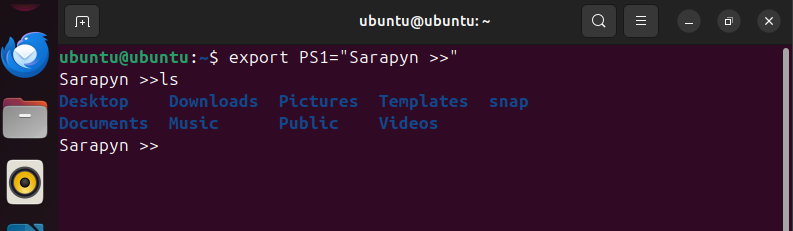 ubuntu@ubuntu: ~
ubuntu@ubuntu:~$ export PS1="Sarapyn >>"
Sarapyn >>ls
Desktop    Downloads  Pictures  Templates  snap
Documents  Music      Public    Videos
Sarapyn >>